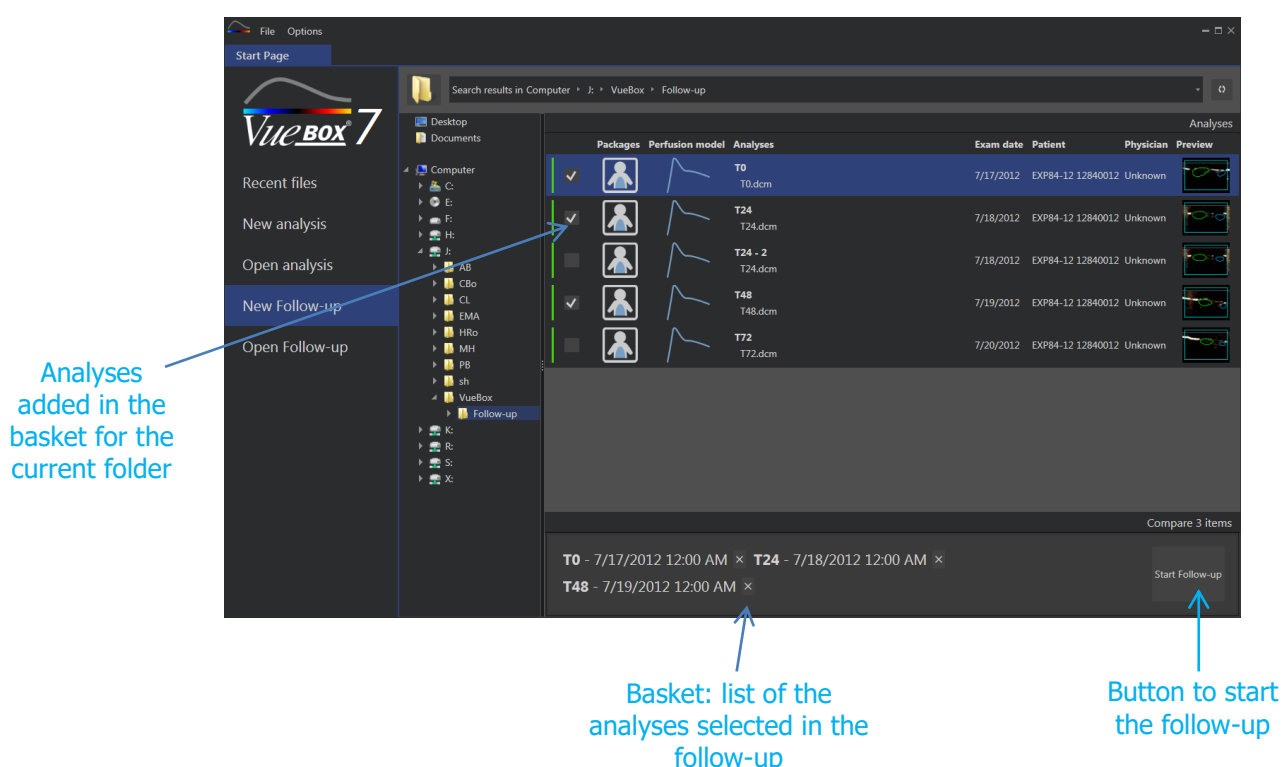 File Options
Start Page
VUEBOX® 7
Search results in Computer J: VueBox Follow-up
Recent files
New analysis
Open analysis
New Follow-up
Open Follow-up
Desktop
Documents
Computer
C:
E:
F:
H:
J:
AB
CBo
CL
EMA
HRo
MH
PB
sh
VueBox
Follow-up
K:
R:
S:
X:
Analyses
Packages Perfusion model Analyses Exam date Patient Physician Preview
T0
T0.dcm
7/17/2012 EXP84-12 12840012 Unknown
T24
T24.dcm
7/18/2012 EXP84-12 12840012 Unknown
T24 - 2
T24.dcm
7/18/2012 EXP84-12 12840012 Unknown
T48
T48.dcm
7/19/2012 EXP84-12 12840012 Unknown
T72
T72.dcm
7/20/2012 EXP84-12 12840012 Unknown
Compare 3 items
T0 - 7/17/2012 12:00 AM × T24 - 7/18/2012 12:00 AM ×
T48 - 7/19/2012 12:00 AM ×
Start Follow-up
Analyses
added in the
basket for the
current folder
Basket: list of the
analyses selected in the
follow-up
Button to start
the follow-up